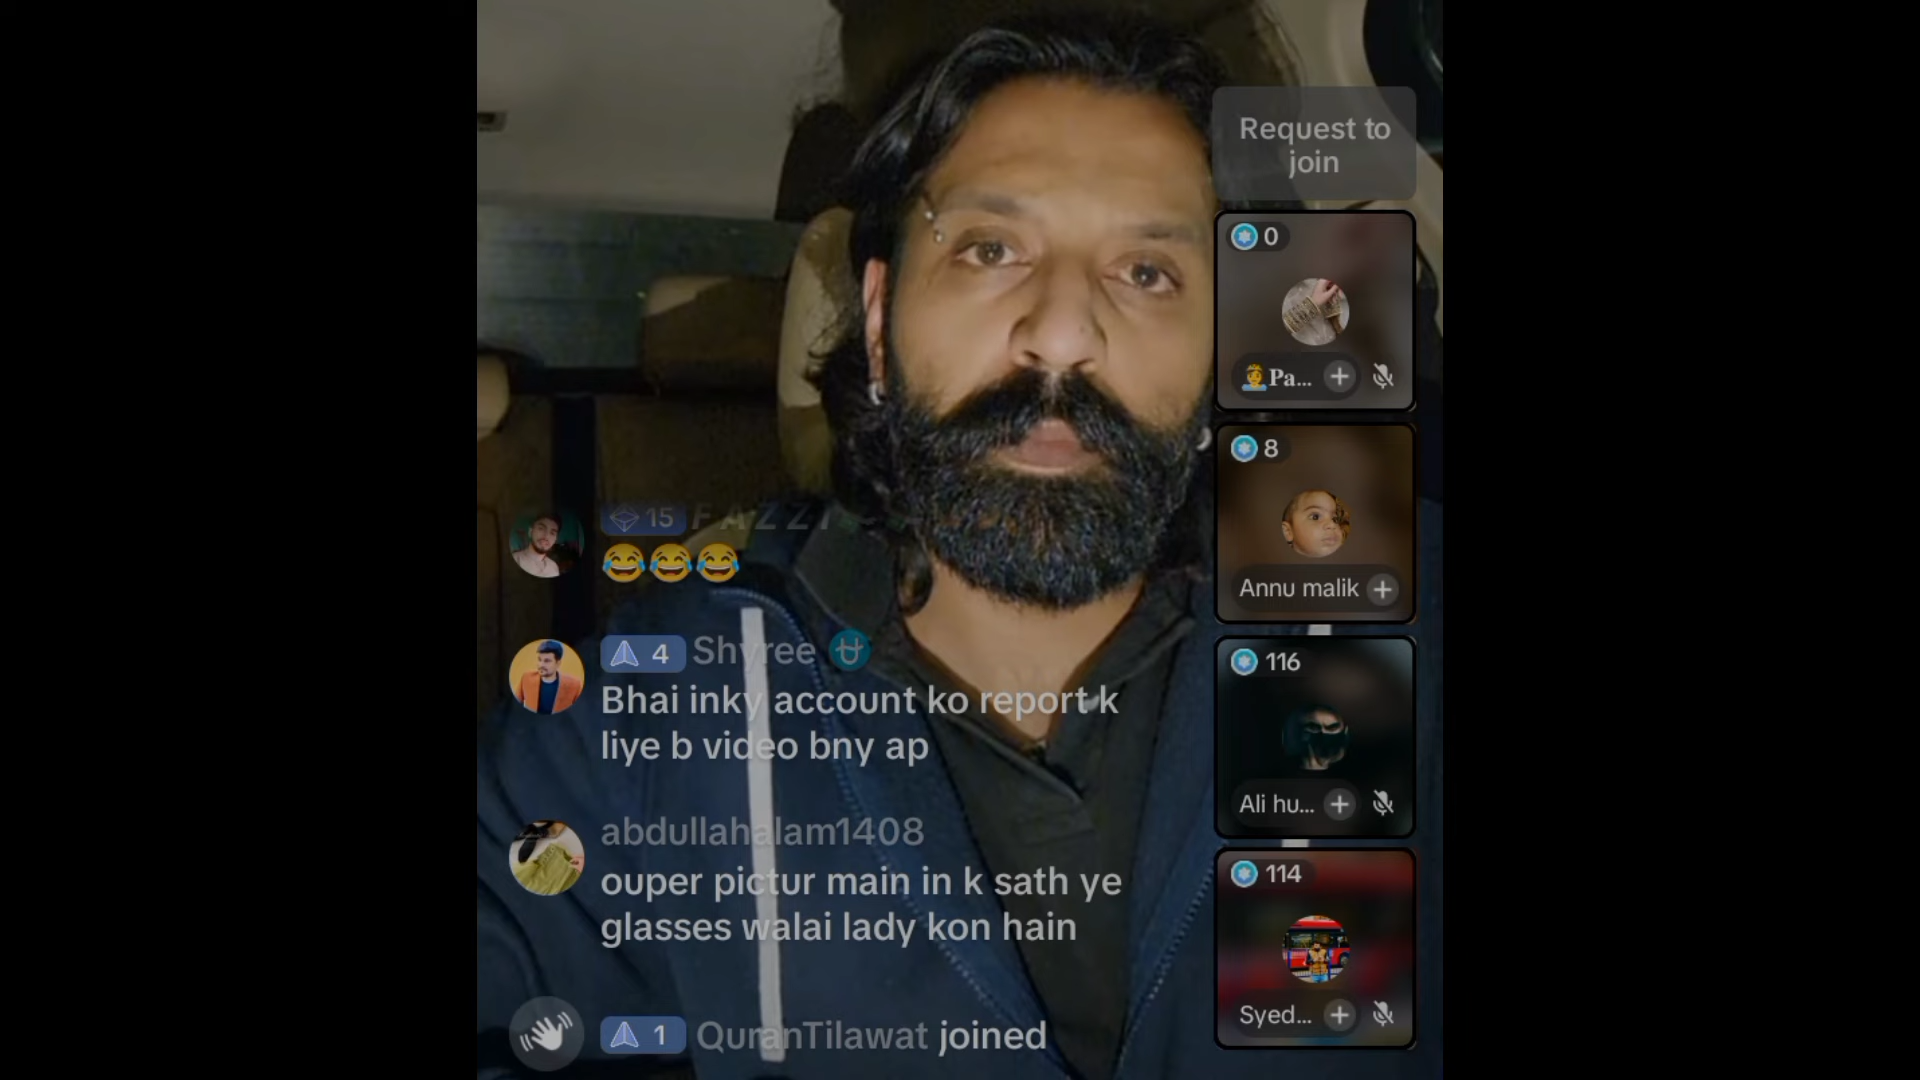 Request to
join
0
Pa...
8
Annu malik
116
Ali hu...
114
Syed...
15 FAZZI
😂😂😂
4 Shyree
Bhai inky account ko report k
liye b video bny ap
abdullahalam1408
ouper pictur main in k sath ye
glasses walai lady kon hain
1 QuranTilawat joined